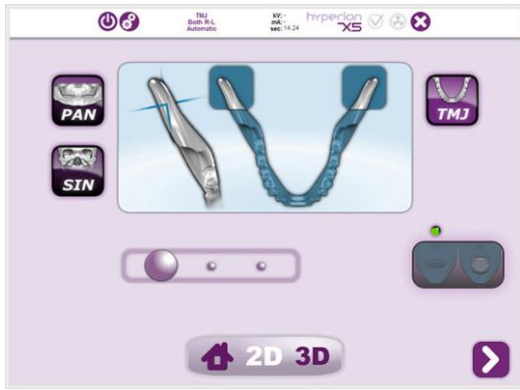 TMJ
Both R-L
Automatic
kV: -
mA: -
sec: 14.24
hyperion
X5
PAN
TMJ
SIN
2D 3D